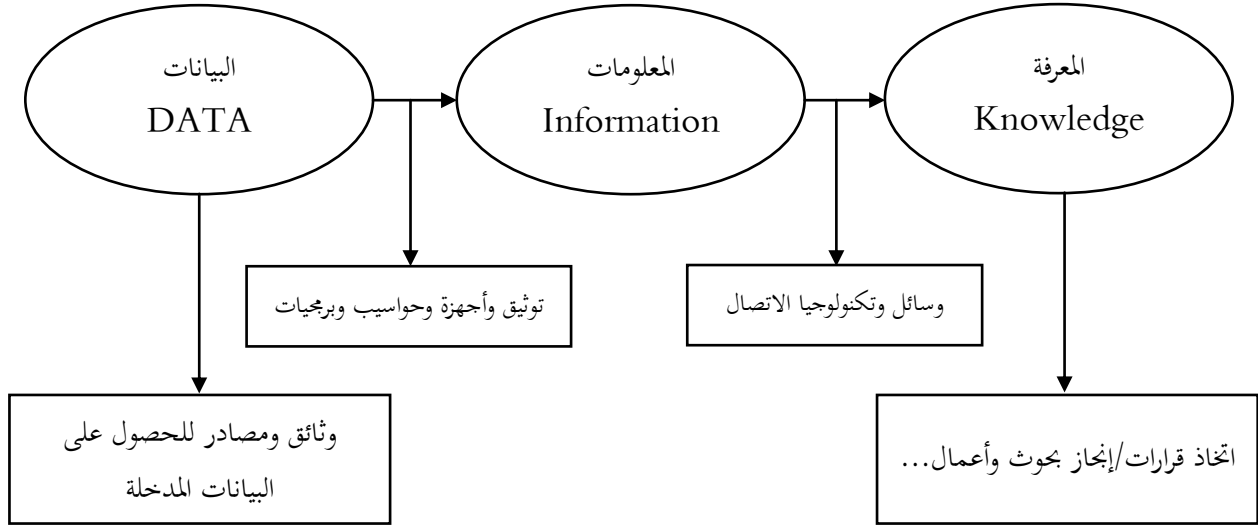 البيانات
DATA
المعلومات
Information
المعرفة
Knowledge
توثيق وأجهزة وحواسيب وبرمجيات
وسائل وتكنولوجيا الاتصال
وثائق ومصادر للحصول على
البيانات المدخلة
اتخاذ قرارات/إنجاز بحوث وأعمال...